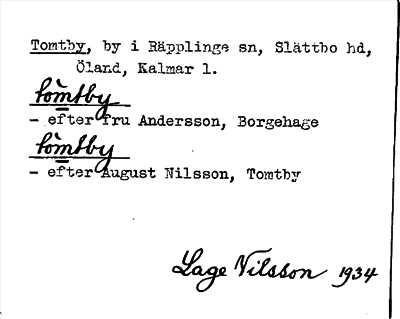 Tomtby, by i Räpplinge sn, Slättbo hd,
Öland, Kalmar l.
tòmtby
- efter fru Andersson, Borgehage
tòmtby
- efter August Nilsson, Tomtby
Lage Nilsson 1934